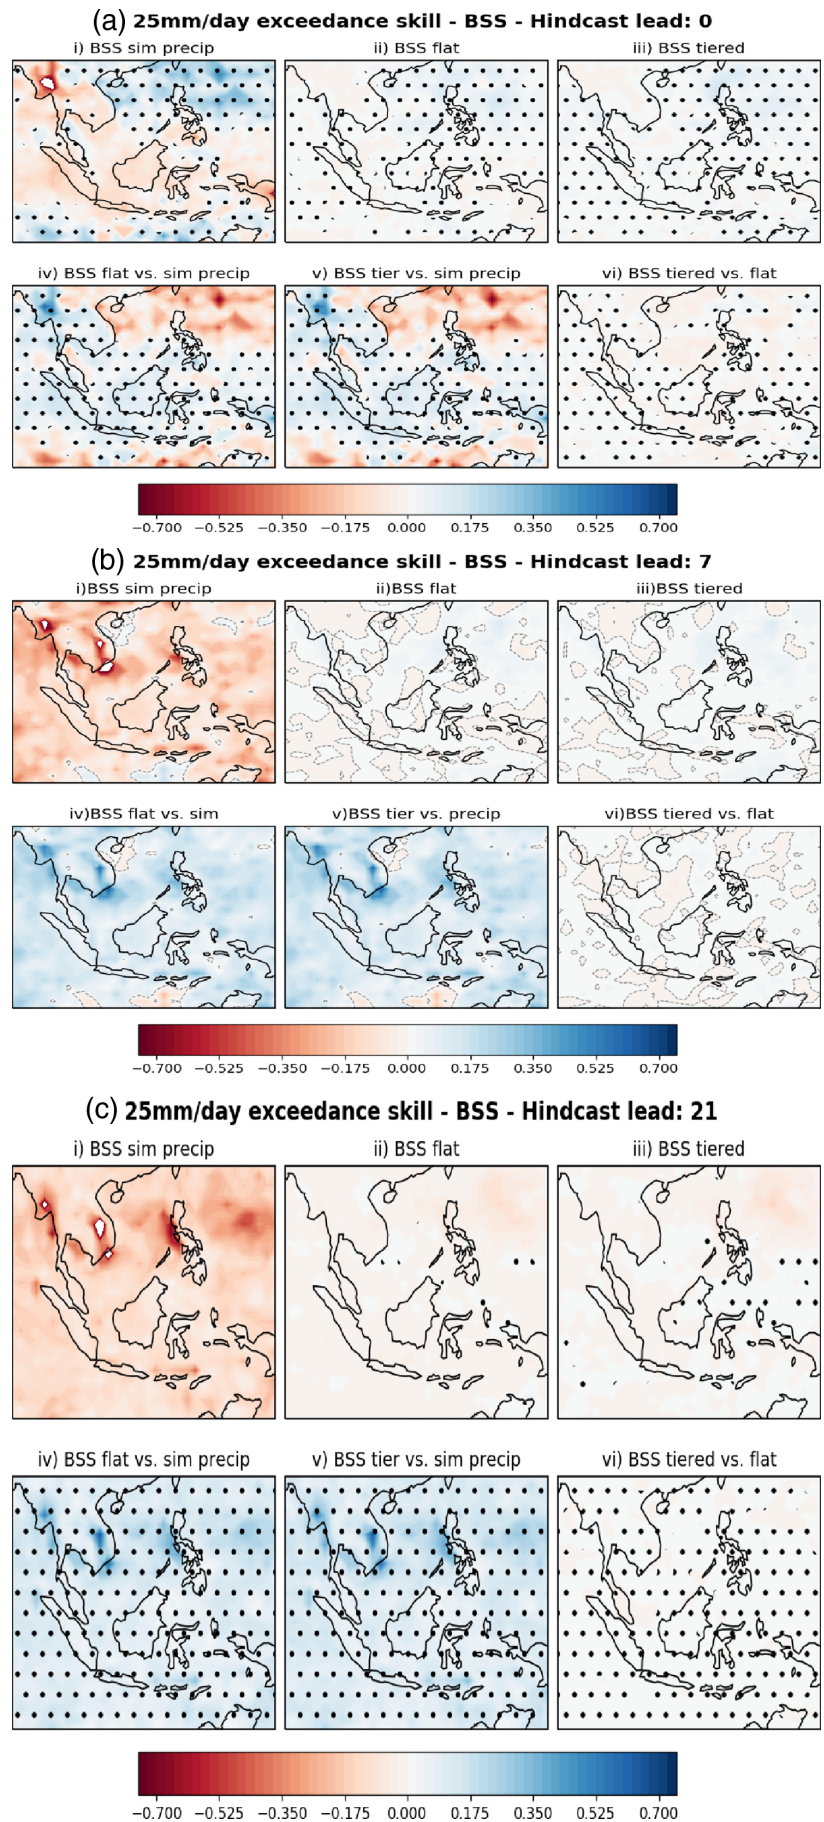 (a) 25mm/day exceedance skill - BSS - Hindcast lead: 0
i) BSS sim precip ii) BSS flat iii) BSS tiered
iv) BSS flat vs. sim precip v) BSS tier vs. sim precip vi) BSS tiered vs. flat
−0.700 −0.525 −0.350 −0.175 0.000 0.175 0.350 0.525 0.700
(b) 25mm/day exceedance skill - BSS - Hindcast lead: 7
i)BSS sim precip ii)BSS flat iii)BSS tiered
iv)BSS flat vs. sim v)BSS tier vs. precip vi)BSS tiered vs. flat
−0.700 −0.525 −0.350 −0.175 0.000 0.175 0.350 0.525 0.700
(c) 25mm/day exceedance skill - BSS - Hindcast lead: 21
i) BSS sim precip ii) BSS flat iii) BSS tiered
iv) BSS flat vs. sim precip v) BSS tier vs. sim precip vi) BSS tiered vs. flat
−0.700 −0.525 −0.350 −0.175 0.000 0.175 0.350 0.525 0.700